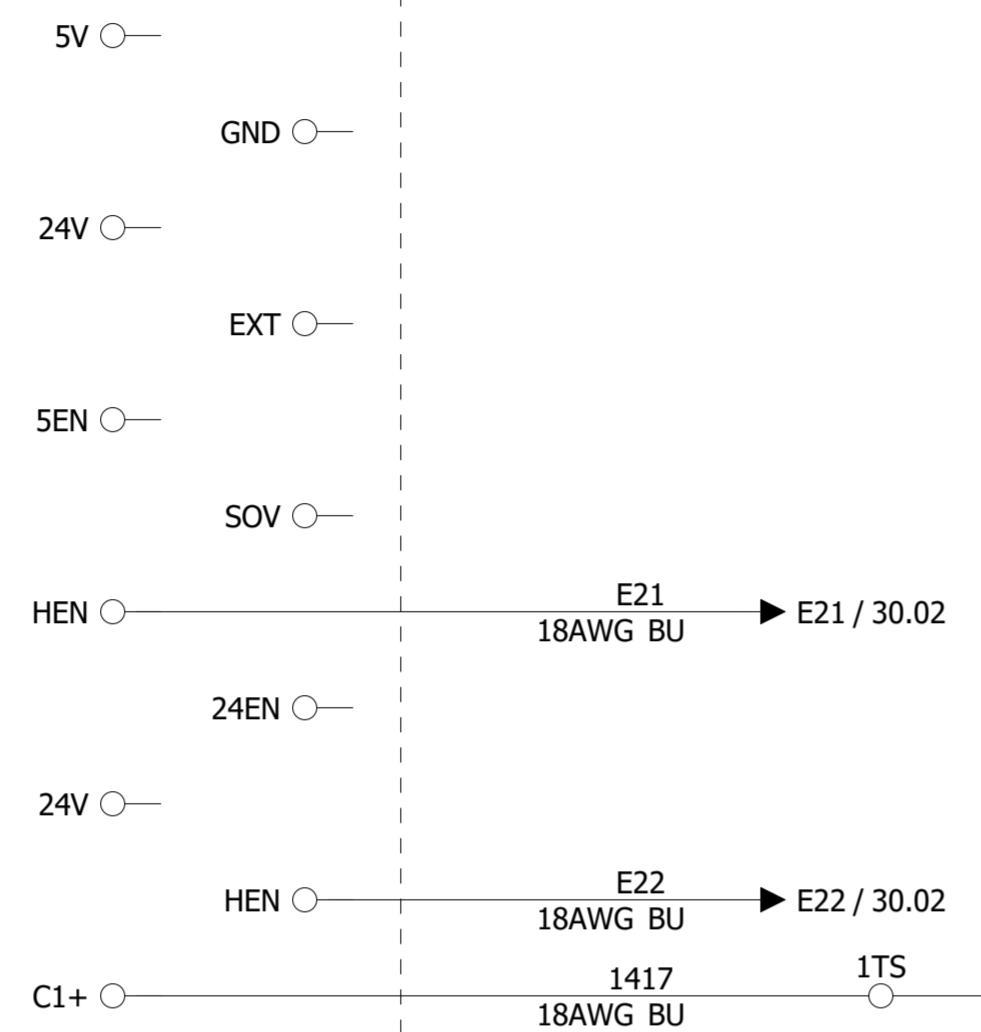 5V
GND
24V
EXT
5EN
SOV
E21
HEN
E21 / 30.02
18AWG BU
24EN
24V
E22
HEN
E22 / 30.02
18AWG BU
1TS
1417
C1+
18AWG BU